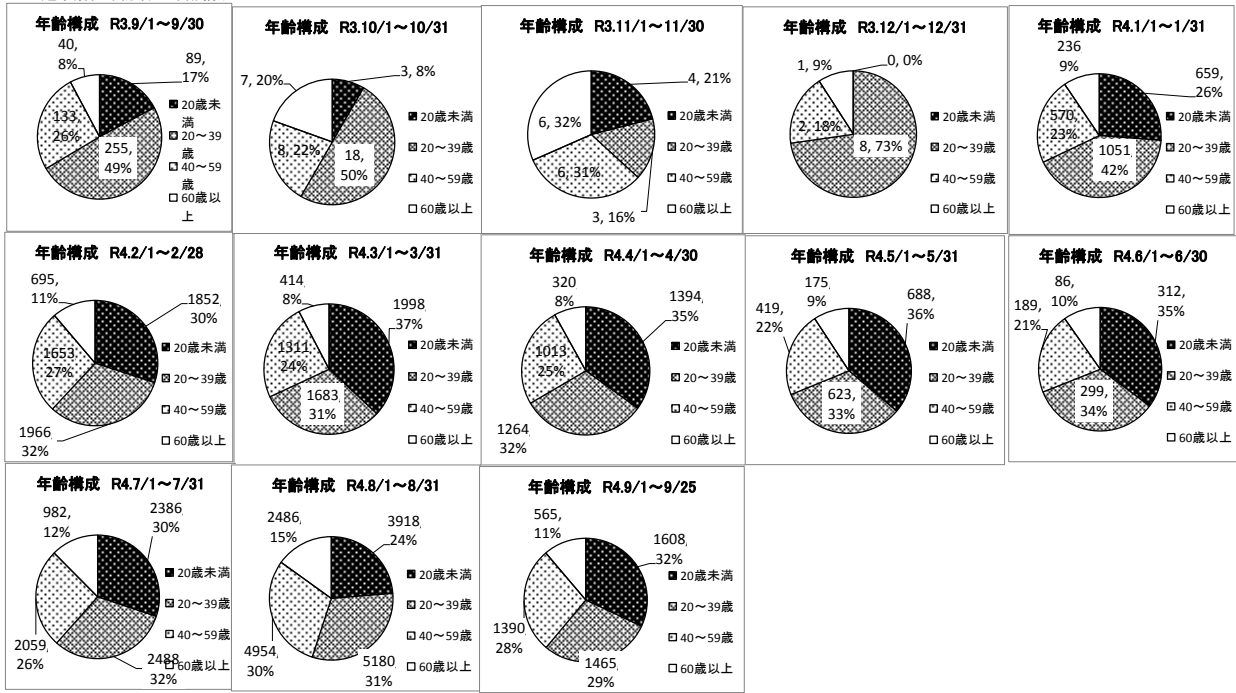 年齢構成 R3.9/1～9/30
40,
8%
89,
17%
133,
26%
255,
49%
20歳未
満
20～39
歳
40～59
歳
60歳以
上
年齢構成 R3.10/1～10/31
7, 20%
3, 8%
8, 22%
18,
50%
20歳未満
20～39歳
40～59歳
60歳以上
年齢構成 R3.11/1～11/30
4, 21%
6, 32%
6, 31%
3, 16%
20歳未満
20～39歳
40～59歳
60歳以上
年齢構成 R3.12/1～12/31
1, 9%
0, 0%
2, 18%
8, 73%
20歳未満
20～39歳
40～59歳
60歳以上
年齢構成 R4.1/1～1/31
236
9%
659,
26%
570,
23%
1051,
42%
20歳未満
20～39歳
40～59歳
60歳以上
年齢構成 R4.2/1～2/28
695,
11%
1852,
30%
1653,
27%
1966,
32%
20歳未満
20～39歳
40～59歳
60歳以上
年齢構成 R4.3/1～3/31
414,
8%
1998,
37%
1311,
24%
1683,
31%
20歳未満
20～39歳
40～59歳
60歳以上
年齢構成 R4.4/1～4/30
320
8%
1394,
35%
1013,
25%
1264,
32%
20歳未満
20～39歳
40～59歳
60歳以上
年齢構成 R4.5/1～5/31
175,
9%
688,
36%
419,
22%
623,
33%
20歳未満
20～39歳
40～59歳
60歳以上
年齢構成 R4.6/1～6/30
86,
10%
312,
35%
189,
21%
299,
34%
20歳未満
20～39歳
40～59歳
60歳以上
年齢構成 R4.7/1～7/31
982,
12%
2386,
30%
2059,
26%
2488,
32%
20歳未満
20～39歳
40～59歳
60歳以上
年齢構成 R4.8/1～8/31
2486,
15%
3918,
24%
4954,
30%
5180,
31%
20歳未満
20～39歳
40～59歳
60歳以上
年齢構成 R4.9/1～9/25
565,
11%
1608,
32%
1390,
28%
1465,
29%
20歳未満
20～39歳
40～59歳
60歳以上